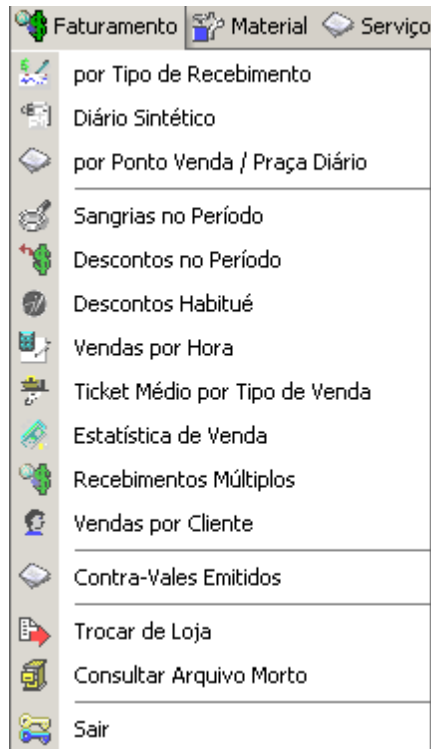 Faturamento Material Serviço
por Tipo de Recebimento
Diário Sintético
por Ponto Venda / Praça Diário
Sangrias no Período
Descontos no Período
Descontos Habitué
Vendas por Hora
Ticket Médio por Tipo de Venda
Estatística de Venda
Recebimentos Múltiplos
Vendas por Cliente
Contra-Vales Emitidos
Trocar de Loja
Consultar Arquivo Morto
Sair